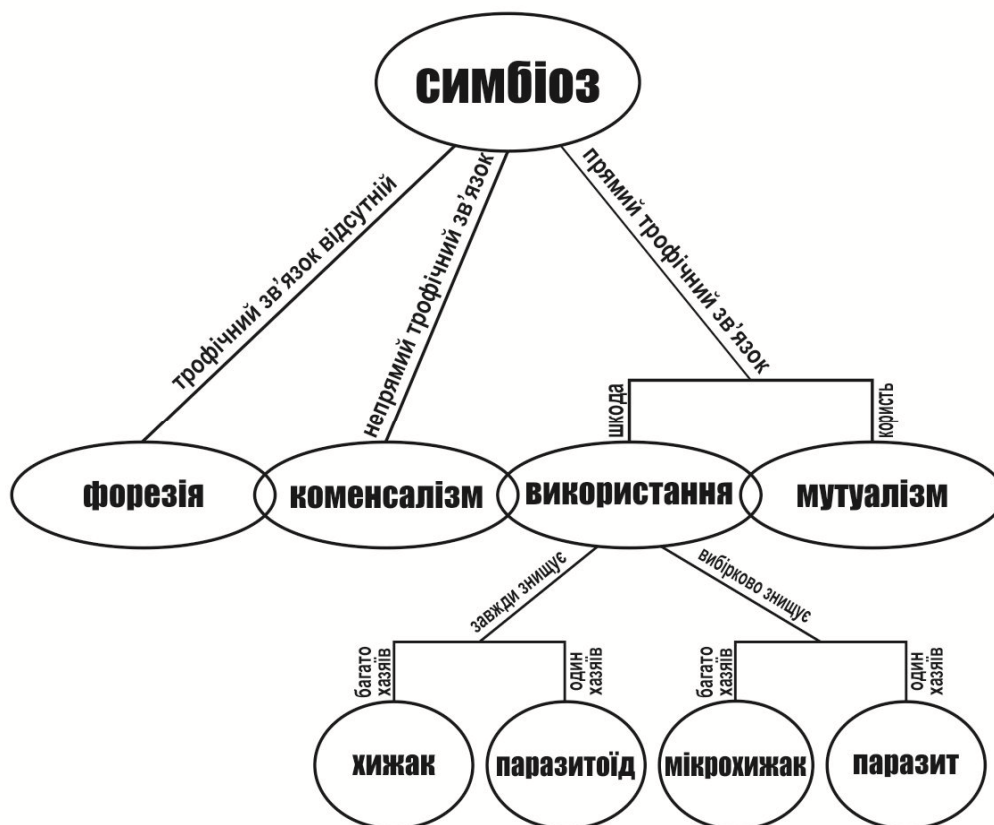 симбіоз
трофічний зв'язок відсутній
непрямий трофічний зв'язок
прямий трофічний зв'язок
шкода
користь
форезія
коменсалізм
використання
мутуалізм
завжди знищує
вибірково знищує
багато
хазяїв
один
хазяїв
багато
хазяїв
один
хазяїв
хижак
паразитоїд
мікрохижак
паразит